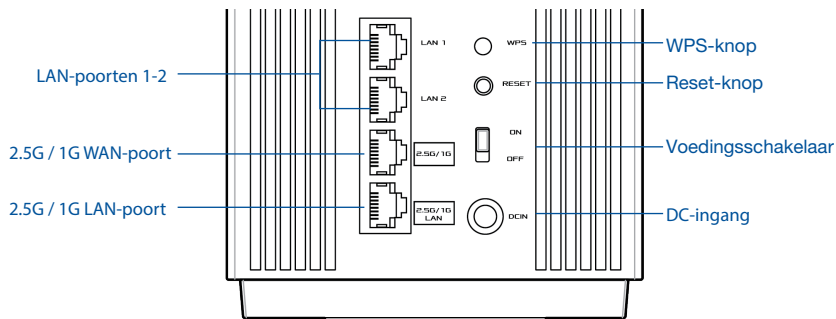 LAN-poorten 1-2
2.5G / 1G WAN-poort
2.5G / 1G LAN-poort
LAN 1
LAN 2
2.5G/1G
2.5G/1G
LAN
WPS
RESET
ON
OFF
DCIN
WPS-knop
Reset-knop
Voedingsschakelaar
DC-ingang